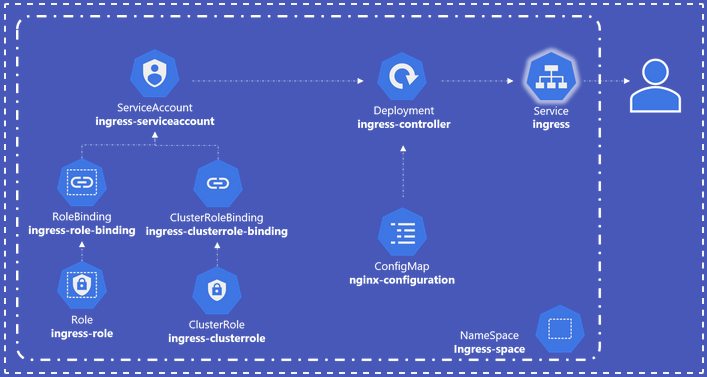 ServiceAccount
ingress-serviceaccount
Deployment
ingress-controller
Service
ingress
RoleBinding
ingress-role-binding
ClusterRoleBinding
ingress-clusterrole-binding
ConfigMap
nginx-configuration
Role
ingress-role
ClusterRole
ingress-clusterrole
NameSpace
Ingress-space